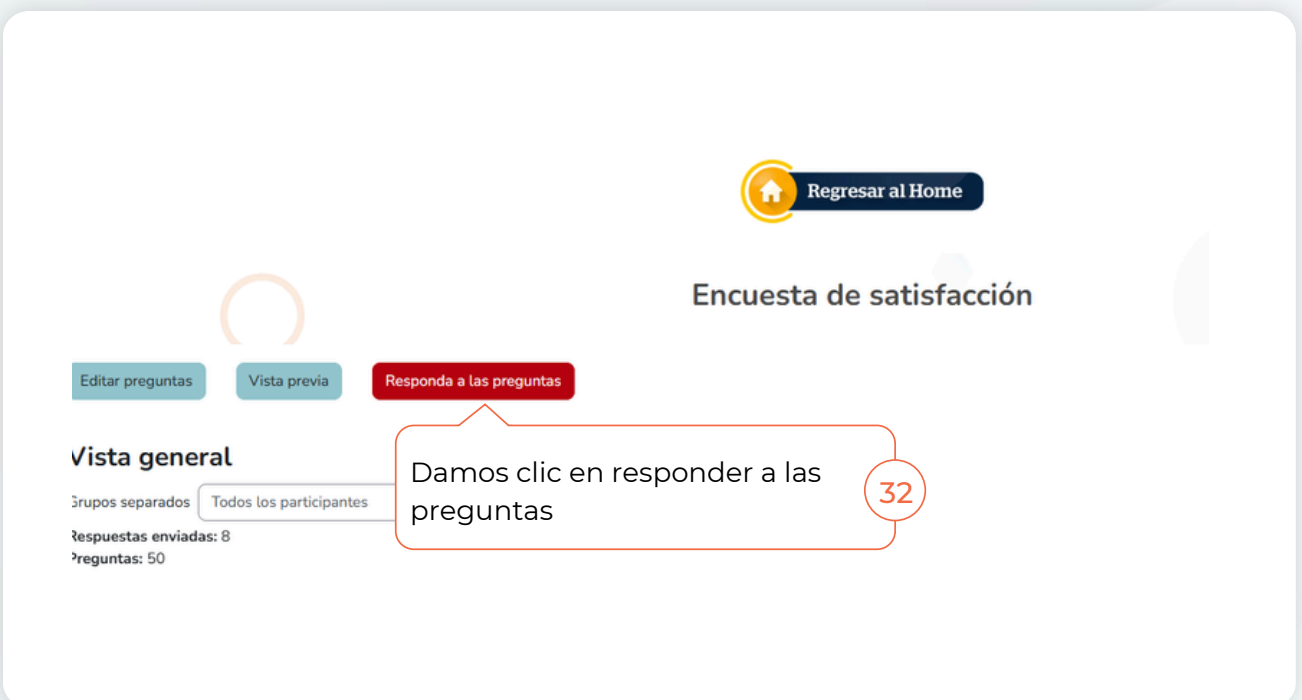 Regresar al Home
Encuesta de satisfacción
Editar preguntas
Vista previa
Responda a las preguntas
Vista general
Grupos separados
Todos los participantes
Damos clic en responder a las
preguntas
32
Respuestas enviadas: 8
Preguntas: 50